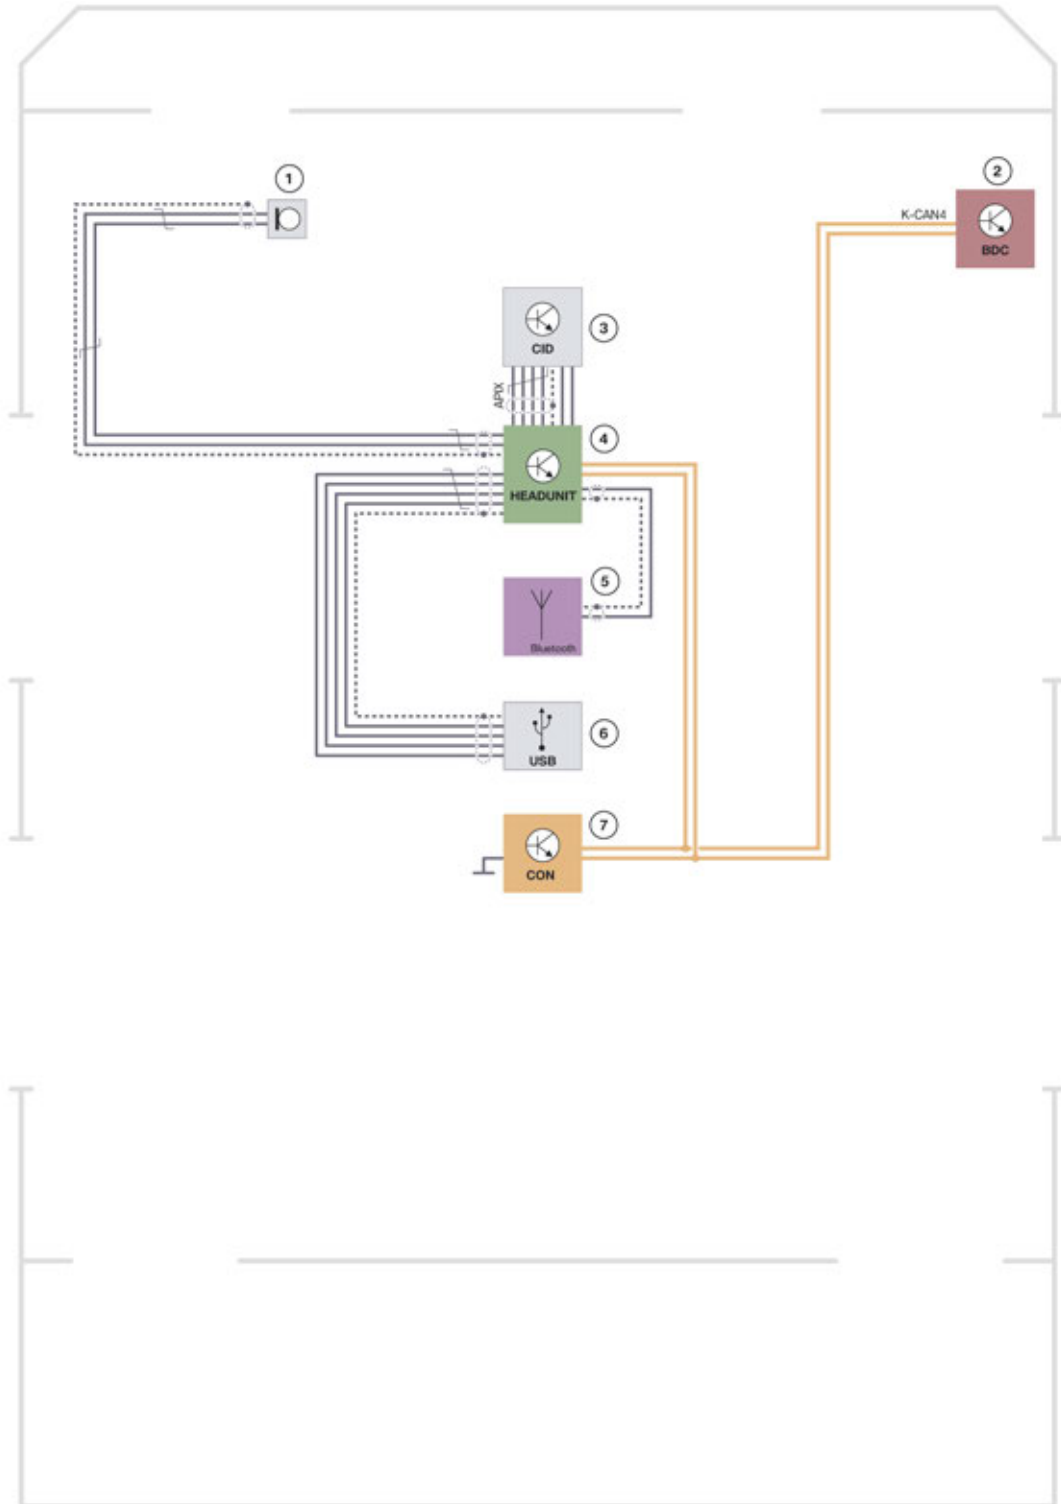 1
2
K-CAN4
BDC
3
CID
APIX
4
HEADUNIT
5
Bluetooth
6
USB
7
CON